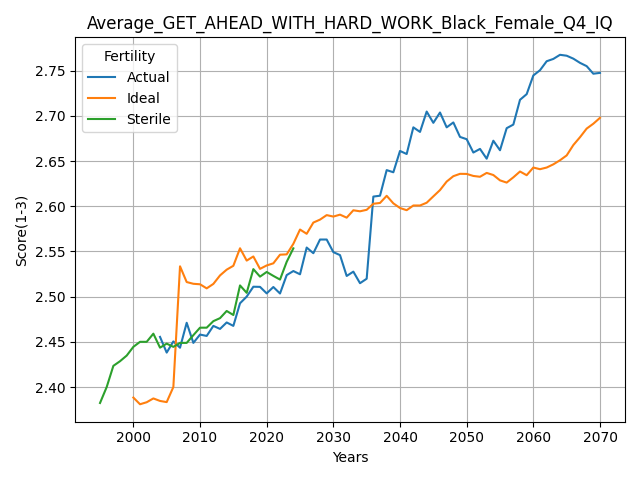 Average_GET_AHEAD_WITH_HARD_WORK_Black_Female_Q4_IQ
Fertility
Actual
Ideal
Sterile
Score(1-3)
2.75
2.70
2.65
2.60
2.55
2.50
2.45
2.40
2000 2010 2020 2030 2040 2050 2060 2070
Years